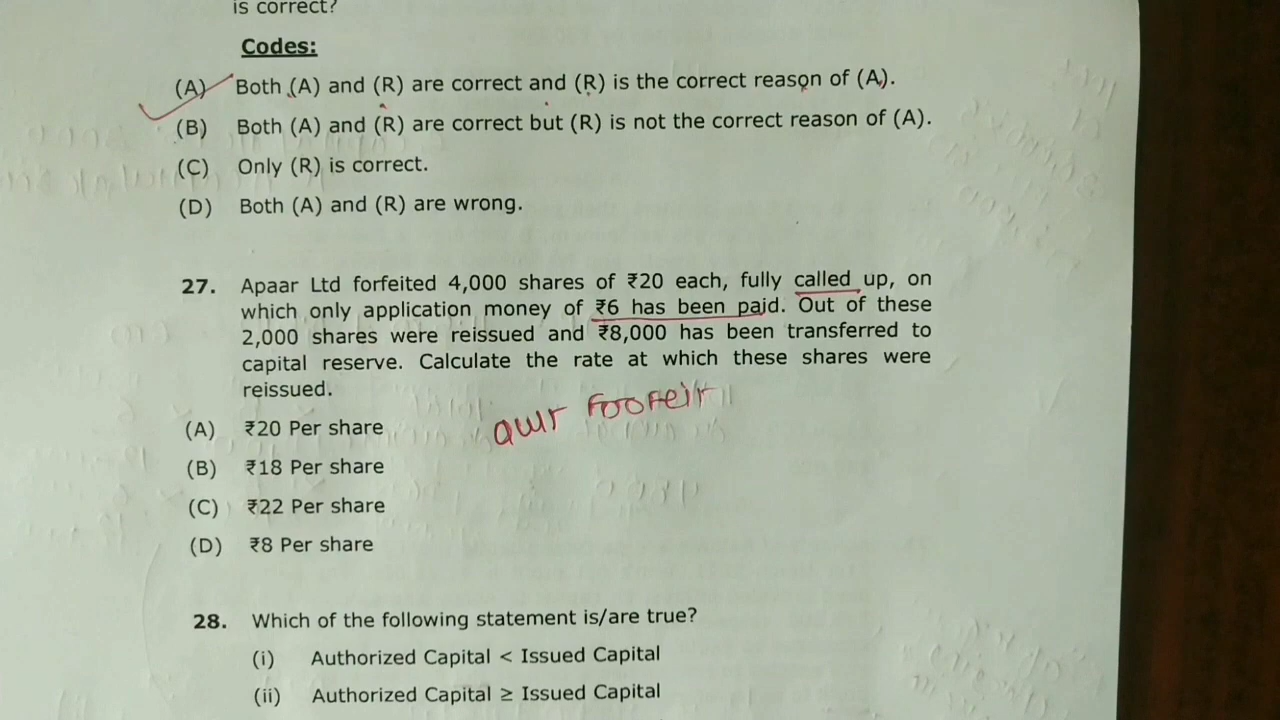 is correct?
Codes:
(A) Both (A) and (R) are correct and (R) is the correct reason of (A).
(B) Both (A) and (R) are correct but (R) is not the correct reason of (A).
(C) Only (R) is correct.
(D) Both (A) and (R) are wrong.
27. Apaar Ltd forfeited 4,000 shares of ₹20 each, fully called up, on
which only application money of ₹6 has been paid. Out of these
2,000 shares were reissued and ₹8,000 has been transferred to
capital reserve. Calculate the rate at which these shares were
reissued.
(A) ₹20 Per share
(B) ₹18 Per share
(C) ₹22 Per share
(D) ₹8 Per share
28. Which of the following statement is/are true?
(i) Authorized Capital < Issued Capital
(ii) Authorized Capital ≥ Issued Capital